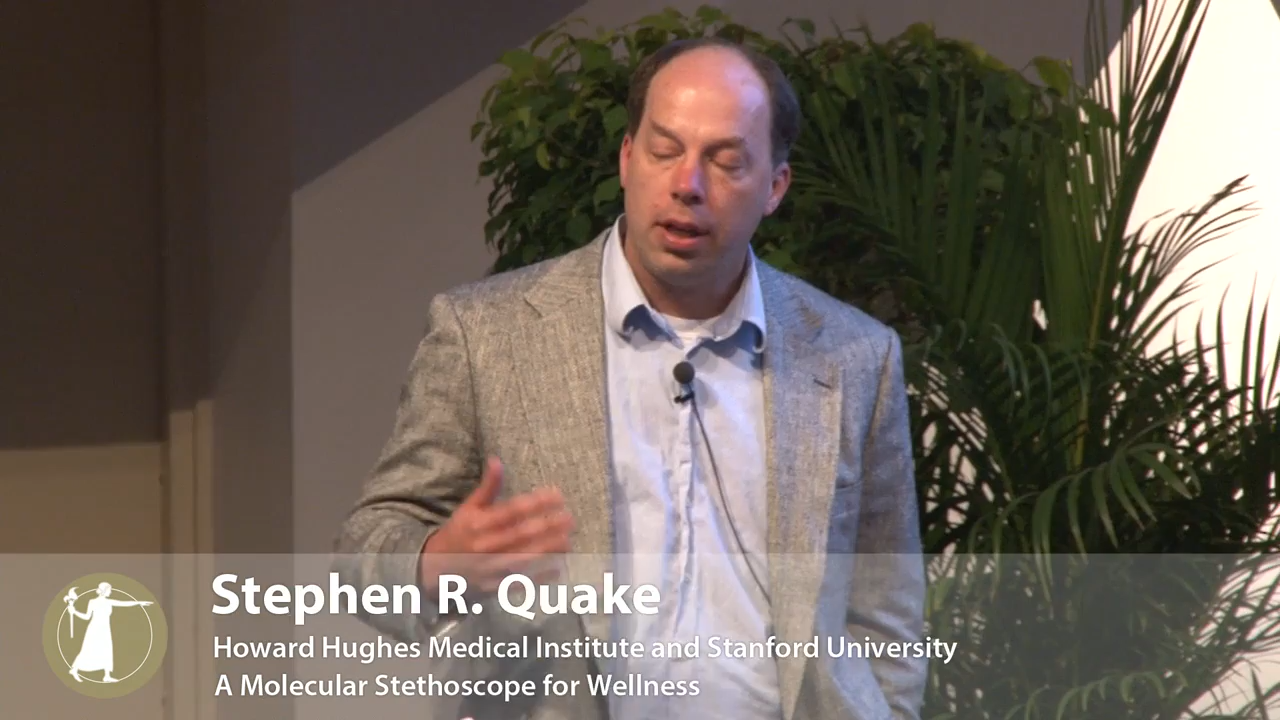 Stephen R. Quake
Howard Hughes Medical Institute and Stanford University
A Molecular Stethoscope for Wellness